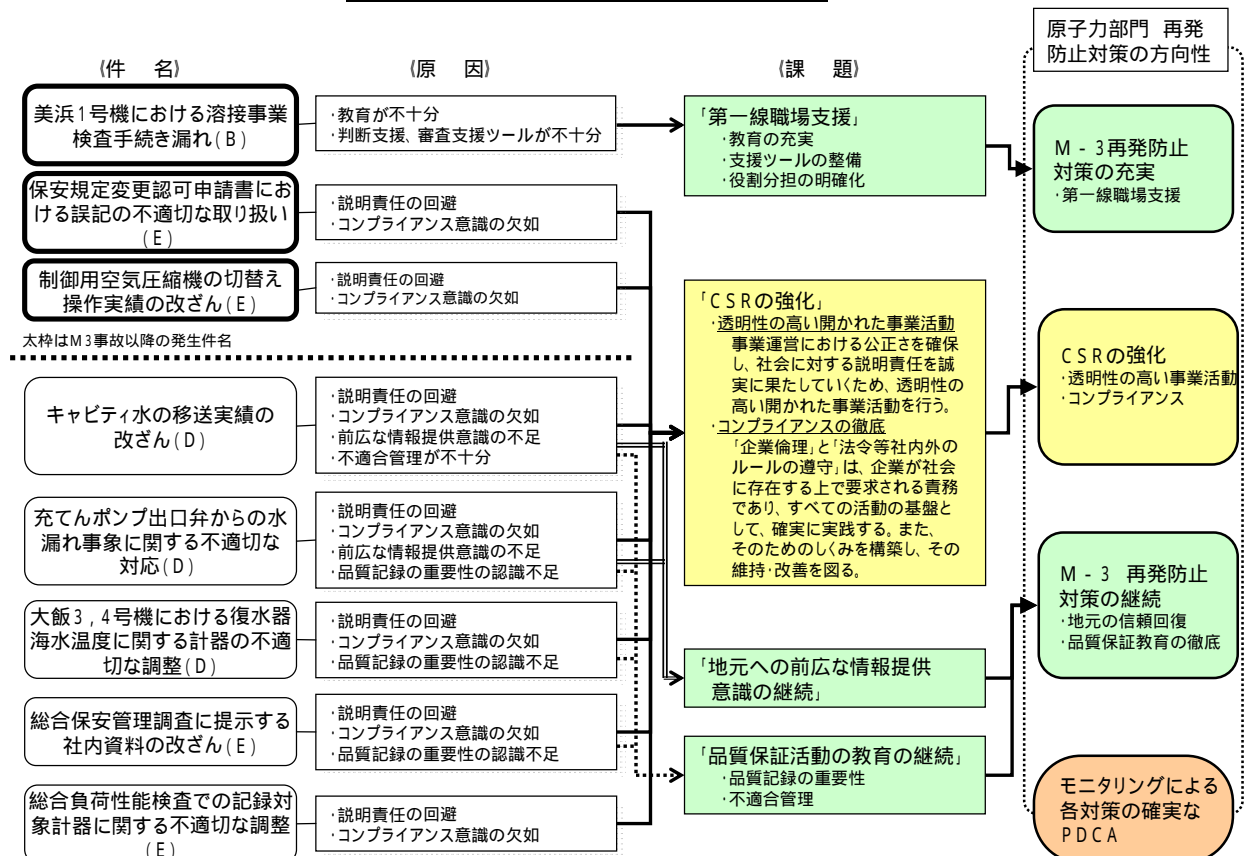 原子力部門 再発
防止対策の方向性
(件 名)
(原 因)
(課 題)
美浜1号機における溶接事業
検査手続き漏れ(B)
・教育が不十分
・判断支援、審査支援ツールが不十分
「第一線職場支援」
・教育の充実
・支援ツールの整備
・役割分担の明確化
M-3再発防止
対策の充実
・第一線職場支援
保安規定変更認可申請書にお
ける誤記の不適切な取り扱い
(E)
・説明責任の回避
・コンプライアンス意識の欠如
制御用空気圧縮機の切替え
操作実績の改ざん(E)
・説明責任の回避
・コンプライアンス意識の欠如
太枠はM3事故以降の発生件名
「CSRの強化」
・透明性の高い開かれた事業活動
事業運営における公正さを確保
し、社会に対する説明責任を誠
実に果たしていくため、透明性の
高い開かれた事業活動を行う。
・コンプライアンスの徹底
「企業倫理」と「法令等社内外の
ルールの遵守」は、企業が社会
に存在する上で要求される責務
であり、すべての活動の基盤と
して、確実に実践する。また、
そのためのしくみを構築し、その
維持・改善を図る。
CSRの強化
・透明性の高い事業活動
・コンプライアンス
キャビティ水の移送実績の
改ざん(D)
・説明責任の回避
・コンプライアンス意識の欠如
・前広な情報提供意識の不足
・不適合管理が不十分
充てんポンプ出口弁からの水
漏れ事象に関する不適切な
対応(D)
・説明責任の回避
・コンプライアンス意識の欠如
・前広な情報提供意識の不足
・品質記録の重要性の認識不足
M-3 再発防止
対策の継続
・地元の信頼回復
・品質保証教育の徹底
大飯3,4号機における復水器
海水温度に関する計器の不適
切な調整(D)
・説明責任の回避
・コンプライアンス意識の欠如
・品質記録の重要性の認識不足
「地元への前広な情報提供
意識の継続」
総合保安管理調査に提示する
社内資料の改ざん(E)
・説明責任の回避
・コンプライアンス意識の欠如
・品質記録の重要性の認識不足
「品質保証活動の教育の継続」
・品質記録の重要性
・不適合管理
モニタリングによる
各対策の確実な
PDCA
総合負荷性能検査での記録対
象計器に関する不適切な調整
(E)
・説明責任の回避
・コンプライアンス意識の欠如